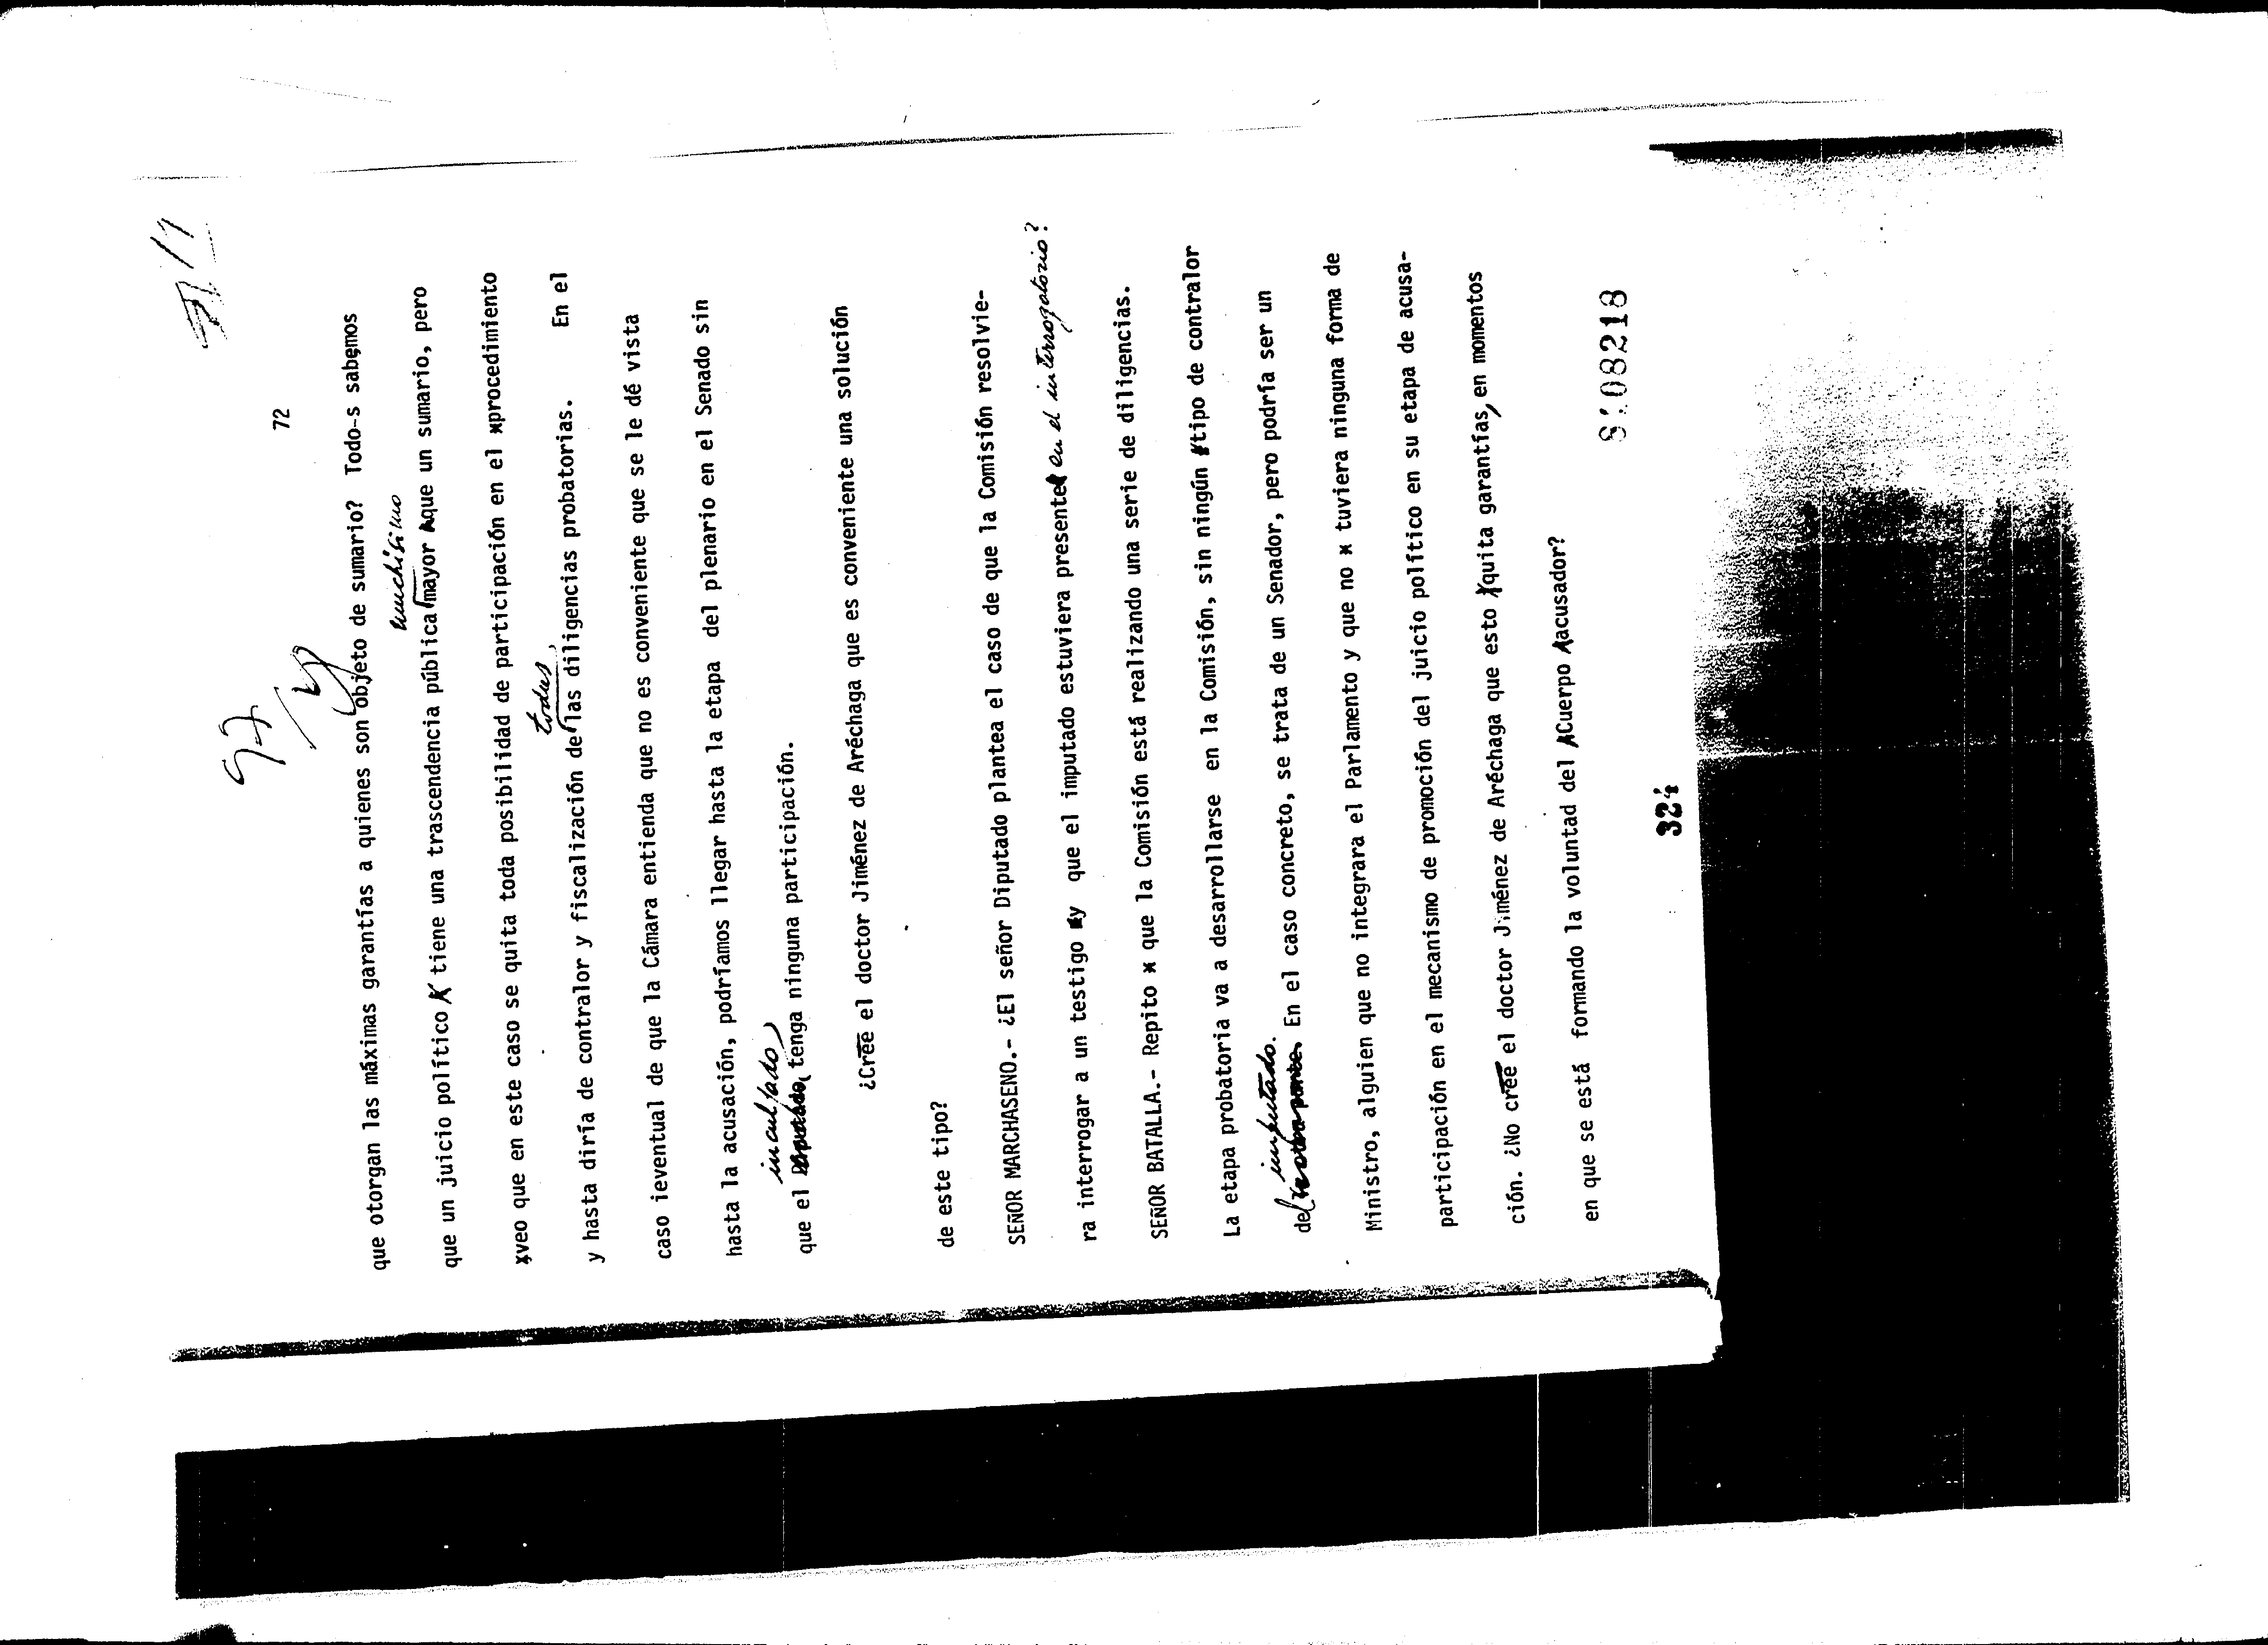 97
72
que otorgan las máximas garantías a quienes son objeto de sumario? Todo-s sabemos
muchísimo
que un juicio político tiene una trascendencia pública mayor que un sumario, pero
xveo que en este caso se quita toda posibilidad de participación en el xprocedimiento
todas
y hasta diría de contralor y fiscalización de las diligencias probatorias. En el
caso ieventual de que la Cámara entienda que no es conveniente que se le dé vista
hasta la acusación, podríamos llegar hasta la etapa del plenario en el Senado sin
inculpado
que el tenga ninguna participación.
¿Cree el doctor Jiménez de Aréchaga que es conveniente una solución
de este tipo?
SEÑOR MARCHASENO.- ¿El señor Diputado plantea el caso de que la Comisión resolvie-
ra interrogar a un testigo y que el imputado estuviera presente en el interrogatorio?
SEÑOR BATALLA.- Repito x que la Comisión está realizando una serie de diligencias.
La etapa probatoria va a desarrollarse en la Comisión, sin ningún tipo de contralor
imputado.
del En el caso concreto, se trata de un Senador, pero podría ser un
Ministro, alguien que no integrara el Parlamento y que no x tuviera ninguna forma de
participación en el mecanismo de promoción del juicio político en su etapa de acusa-
ción. ¿No cree el doctor Jiménez de Aréchaga que esto quita garantías, en momentos
en que se está formando la voluntad del Cuerpo acusador?
08218
324